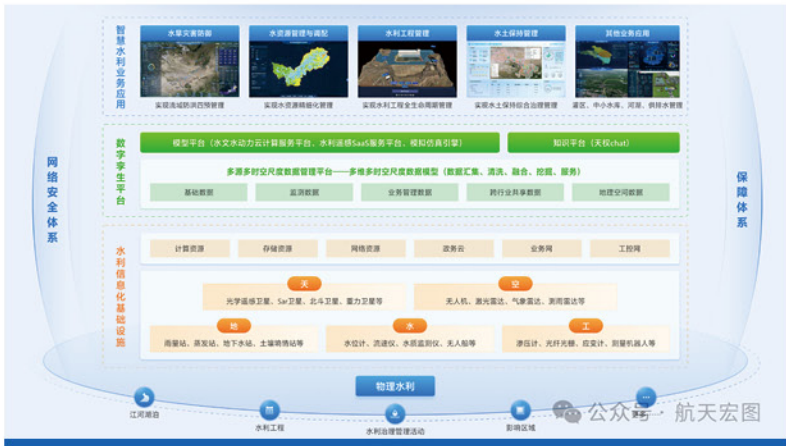 智慧水利业务应用
水旱灾害防御
水资源管理与调配
水利工程管理
水土保持管理
其他业务应用
实现流域防洪四预管理
实现水资源精细化管理
实现水利工程全生命周期管理
实现水土保持综合治理管理
灌区、中小水库、河湖、供排水管理
数字孪生平台
模型平台（水文水动力云计算服务平台、水利遥感SaaS服务平台、模拟仿真引擎）
知识平台（天权chat）
多源多时空尺度数据管理平台——多维多时空尺度数据模型（数据汇集、清洗、融合、挖掘、服务）
基础数据
监测数据
业务管理数据
跨行业共享数据
地理空间数据
网络安全体系
保障体系
水利信息化基础设施
计算资源
存储资源
网络资源
政务云
业务网
工控网
天
光学遥感卫星、Sar卫星、北斗卫星、重力卫星等
空
无人机、激光雷达、气象雷达、测雨雷达等
地
雨量站、蒸发站、地下水站、土壤墒情站等
水
水位计、流速仪、水质监测仪、无人船等
工
渗压计、光纤光栅、应变计、测量机器人等
物理水利
江河湖泊
水利工程
水利治理管理活动
影响区域
更多
公众号·航天宏图